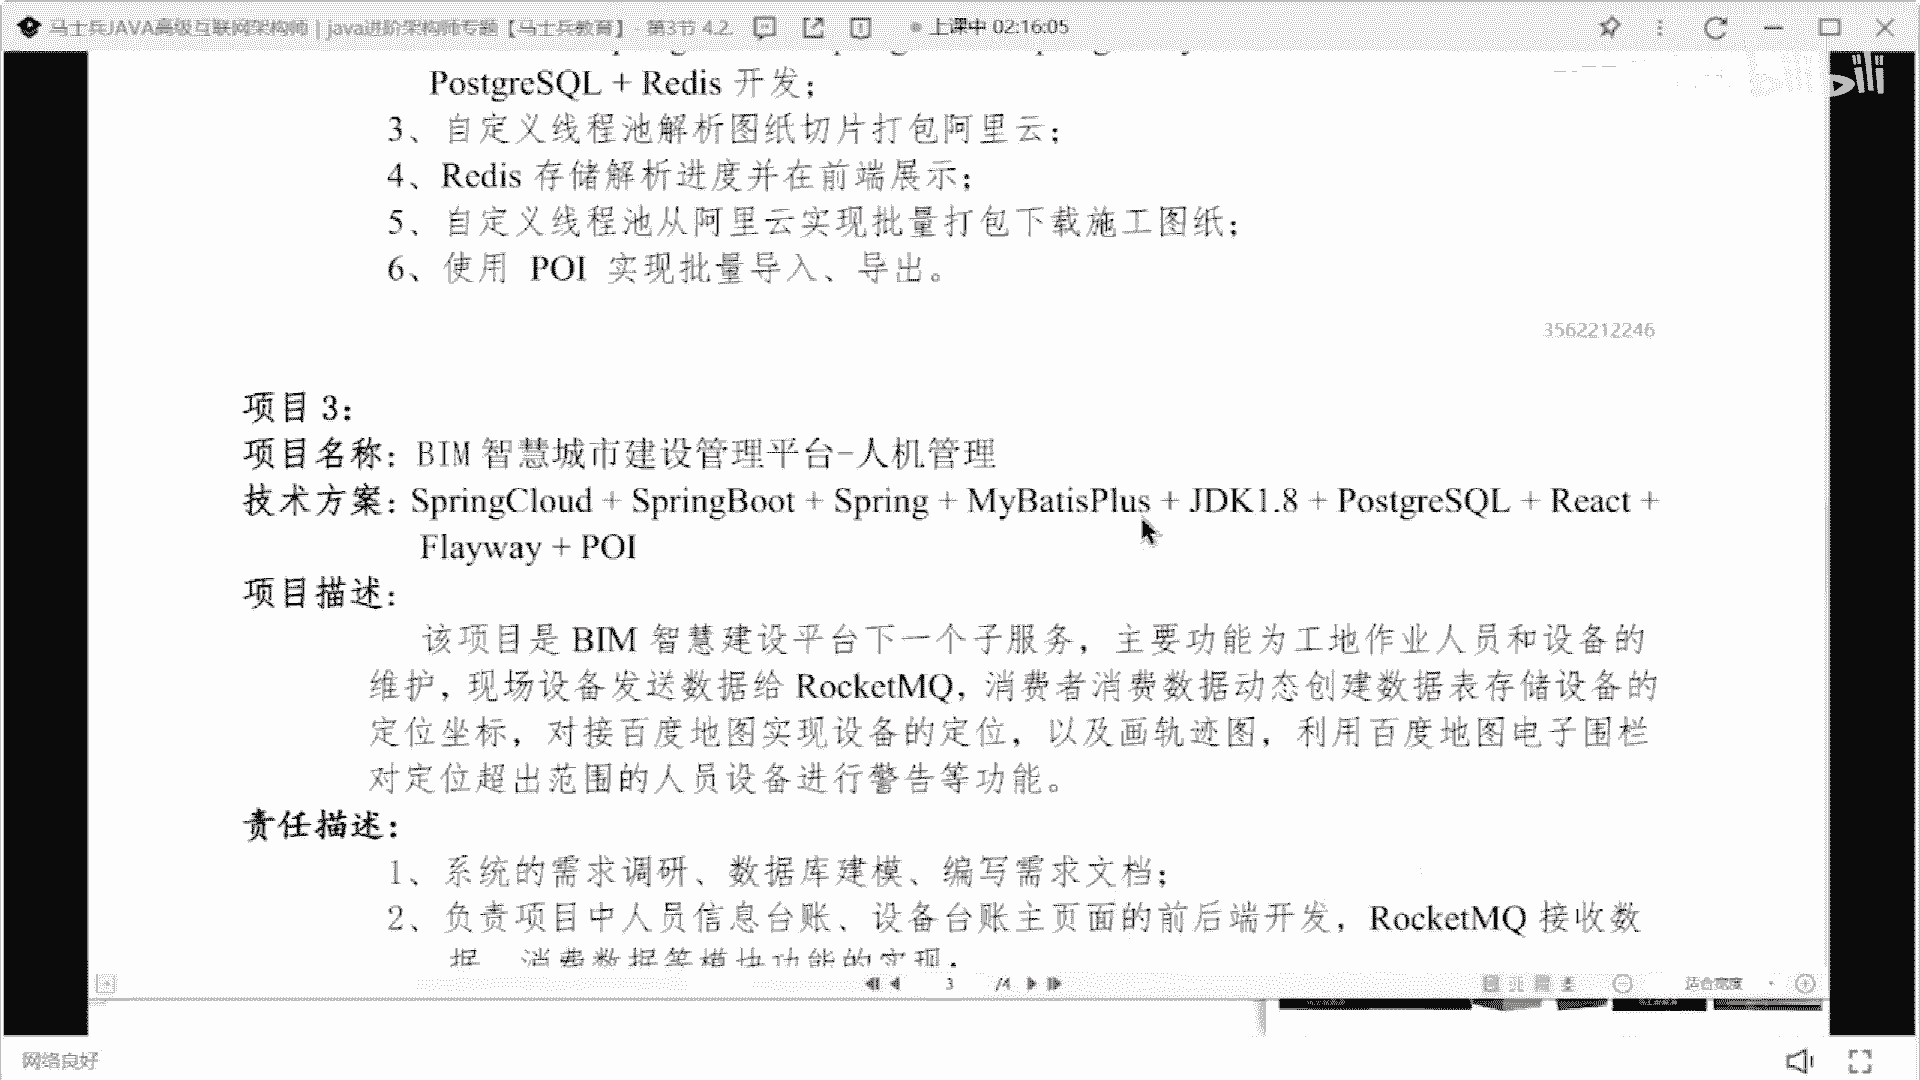 马士兵JAVA高级互联网架构师 | java进阶架构师专题【马士兵教育】 - 第3节 4.2.
上课中 02:16:05
bilibili
PostgreSQL + Redis 开发；
3、自定义线程池解析图纸切片打包阿里云；
4、Redis 存储解析进度并在前端展示；
5、自定义线程池从阿里云实现批量打包下载施工图纸；
6、使用 POI 实现批量导入、导出。
3562212246
项目 3：
项目名称：BIM 智慧城市建设管理平台-人机管理
技术方案：SpringCloud + SpringBoot + Spring + MyBatisPlus + JDK1.8 + PostgreSQL + React +
Flayway + POI
项目描述：
该项目是 BIM 智慧建设平台下一个子服务，主要功能为工地作业人员和设备的
维护，现场设备发送数据给 RocketMQ，消费者消费数据动态创建数据表存储设备的
定位坐标，对接百度地图实现设备的定位，以及画轨迹图，利用百度地图电子围栏
对定位超出范围的人员设备进行警告等功能。
责任描述：
1、系统的需求调研、数据库建模、编写需求文档；
2、负责项目中人员信息台账、设备台账主页面的前后端开发，RocketMQ 接收数
据、消费数据等模块功能的实现；
3 /4
适合宽度
网络良好